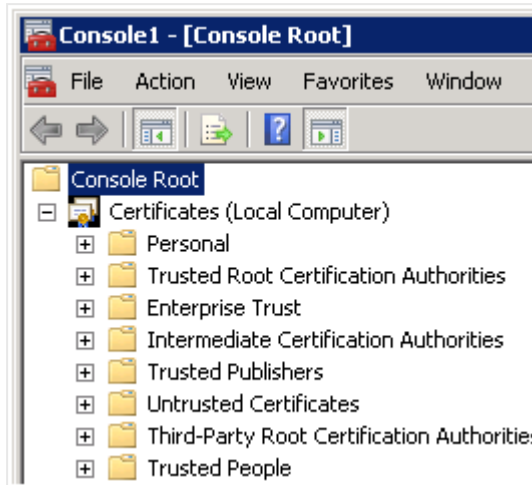 Console1 - [Console Root]
File Action View Favorites Window
Console Root
Certificates (Local Computer)
Personal
Trusted Root Certification Authorities
Enterprise Trust
Intermediate Certification Authorities
Trusted Publishers
Untrusted Certificates
Third-Party Root Certification Authorities
Trusted People